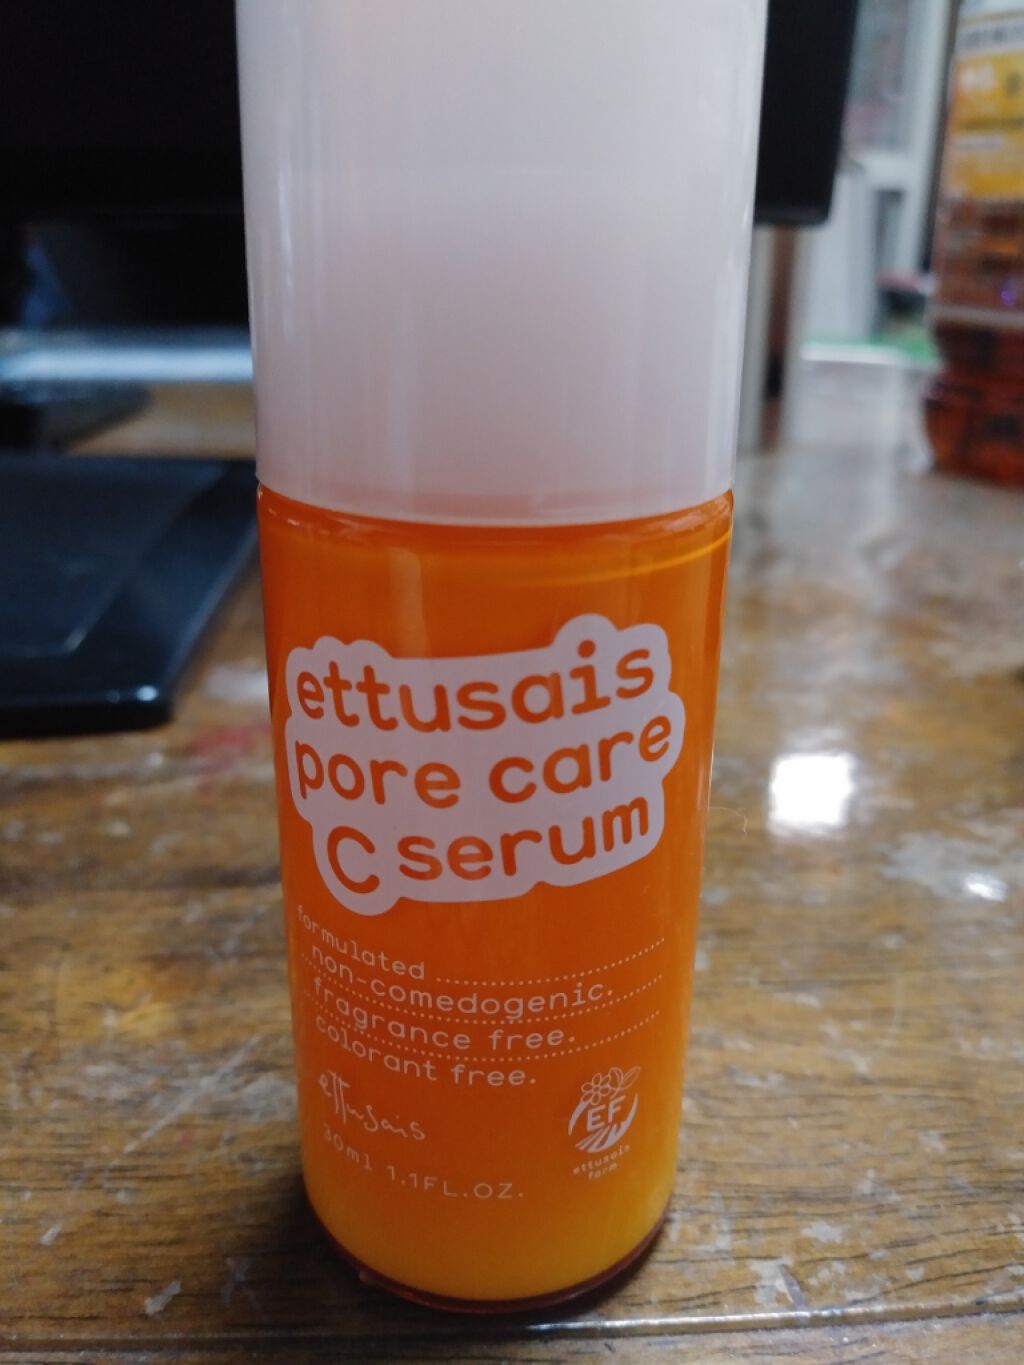 ettusais
pore care
C serum
formulated
non-comedogenic.
fragrance free.
colorant free.
ettusais
30ml 1.1FL.OZ.
EF
ettusais
farm